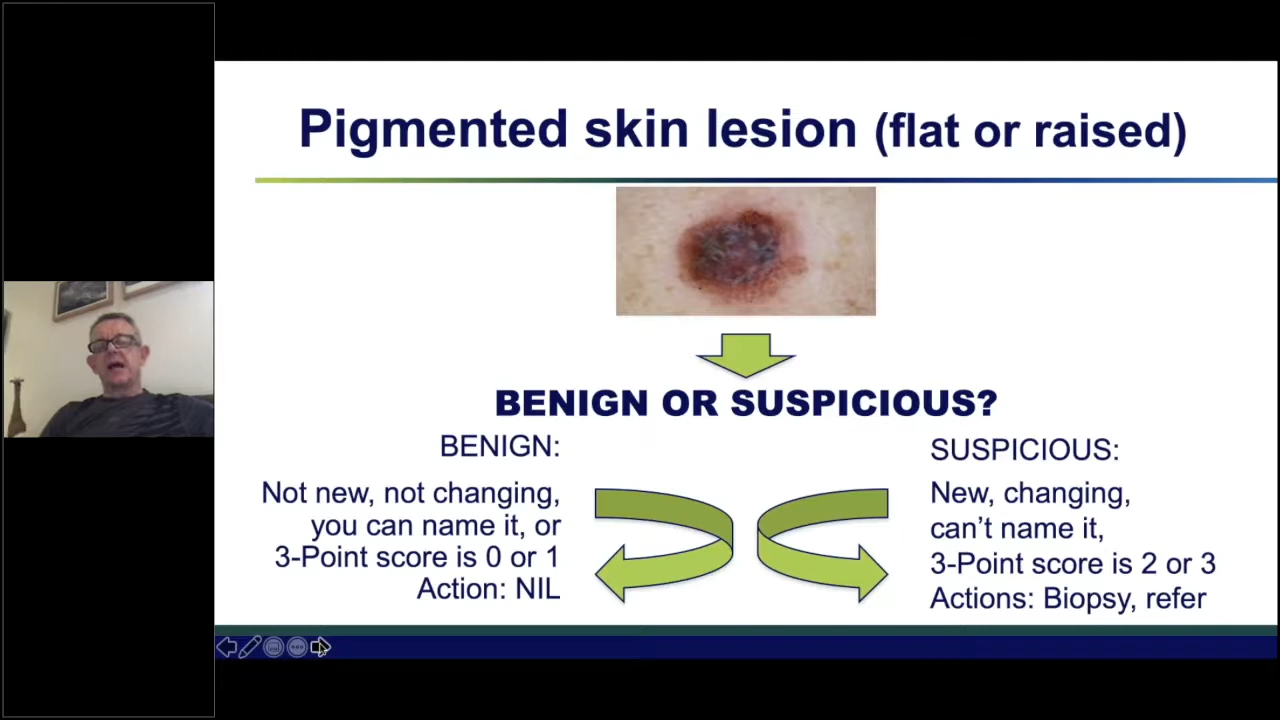 Pigmented skin lesion (flat or raised)
BENIGN OR SUSPICIOUS?
BENIGN:
Not new, not changing,
you can name it, or
3-Point score is 0 or 1
Action: NIL
SUSPICIOUS:
New, changing,
can’t name it,
3-Point score is 2 or 3
Actions: Biopsy, refer